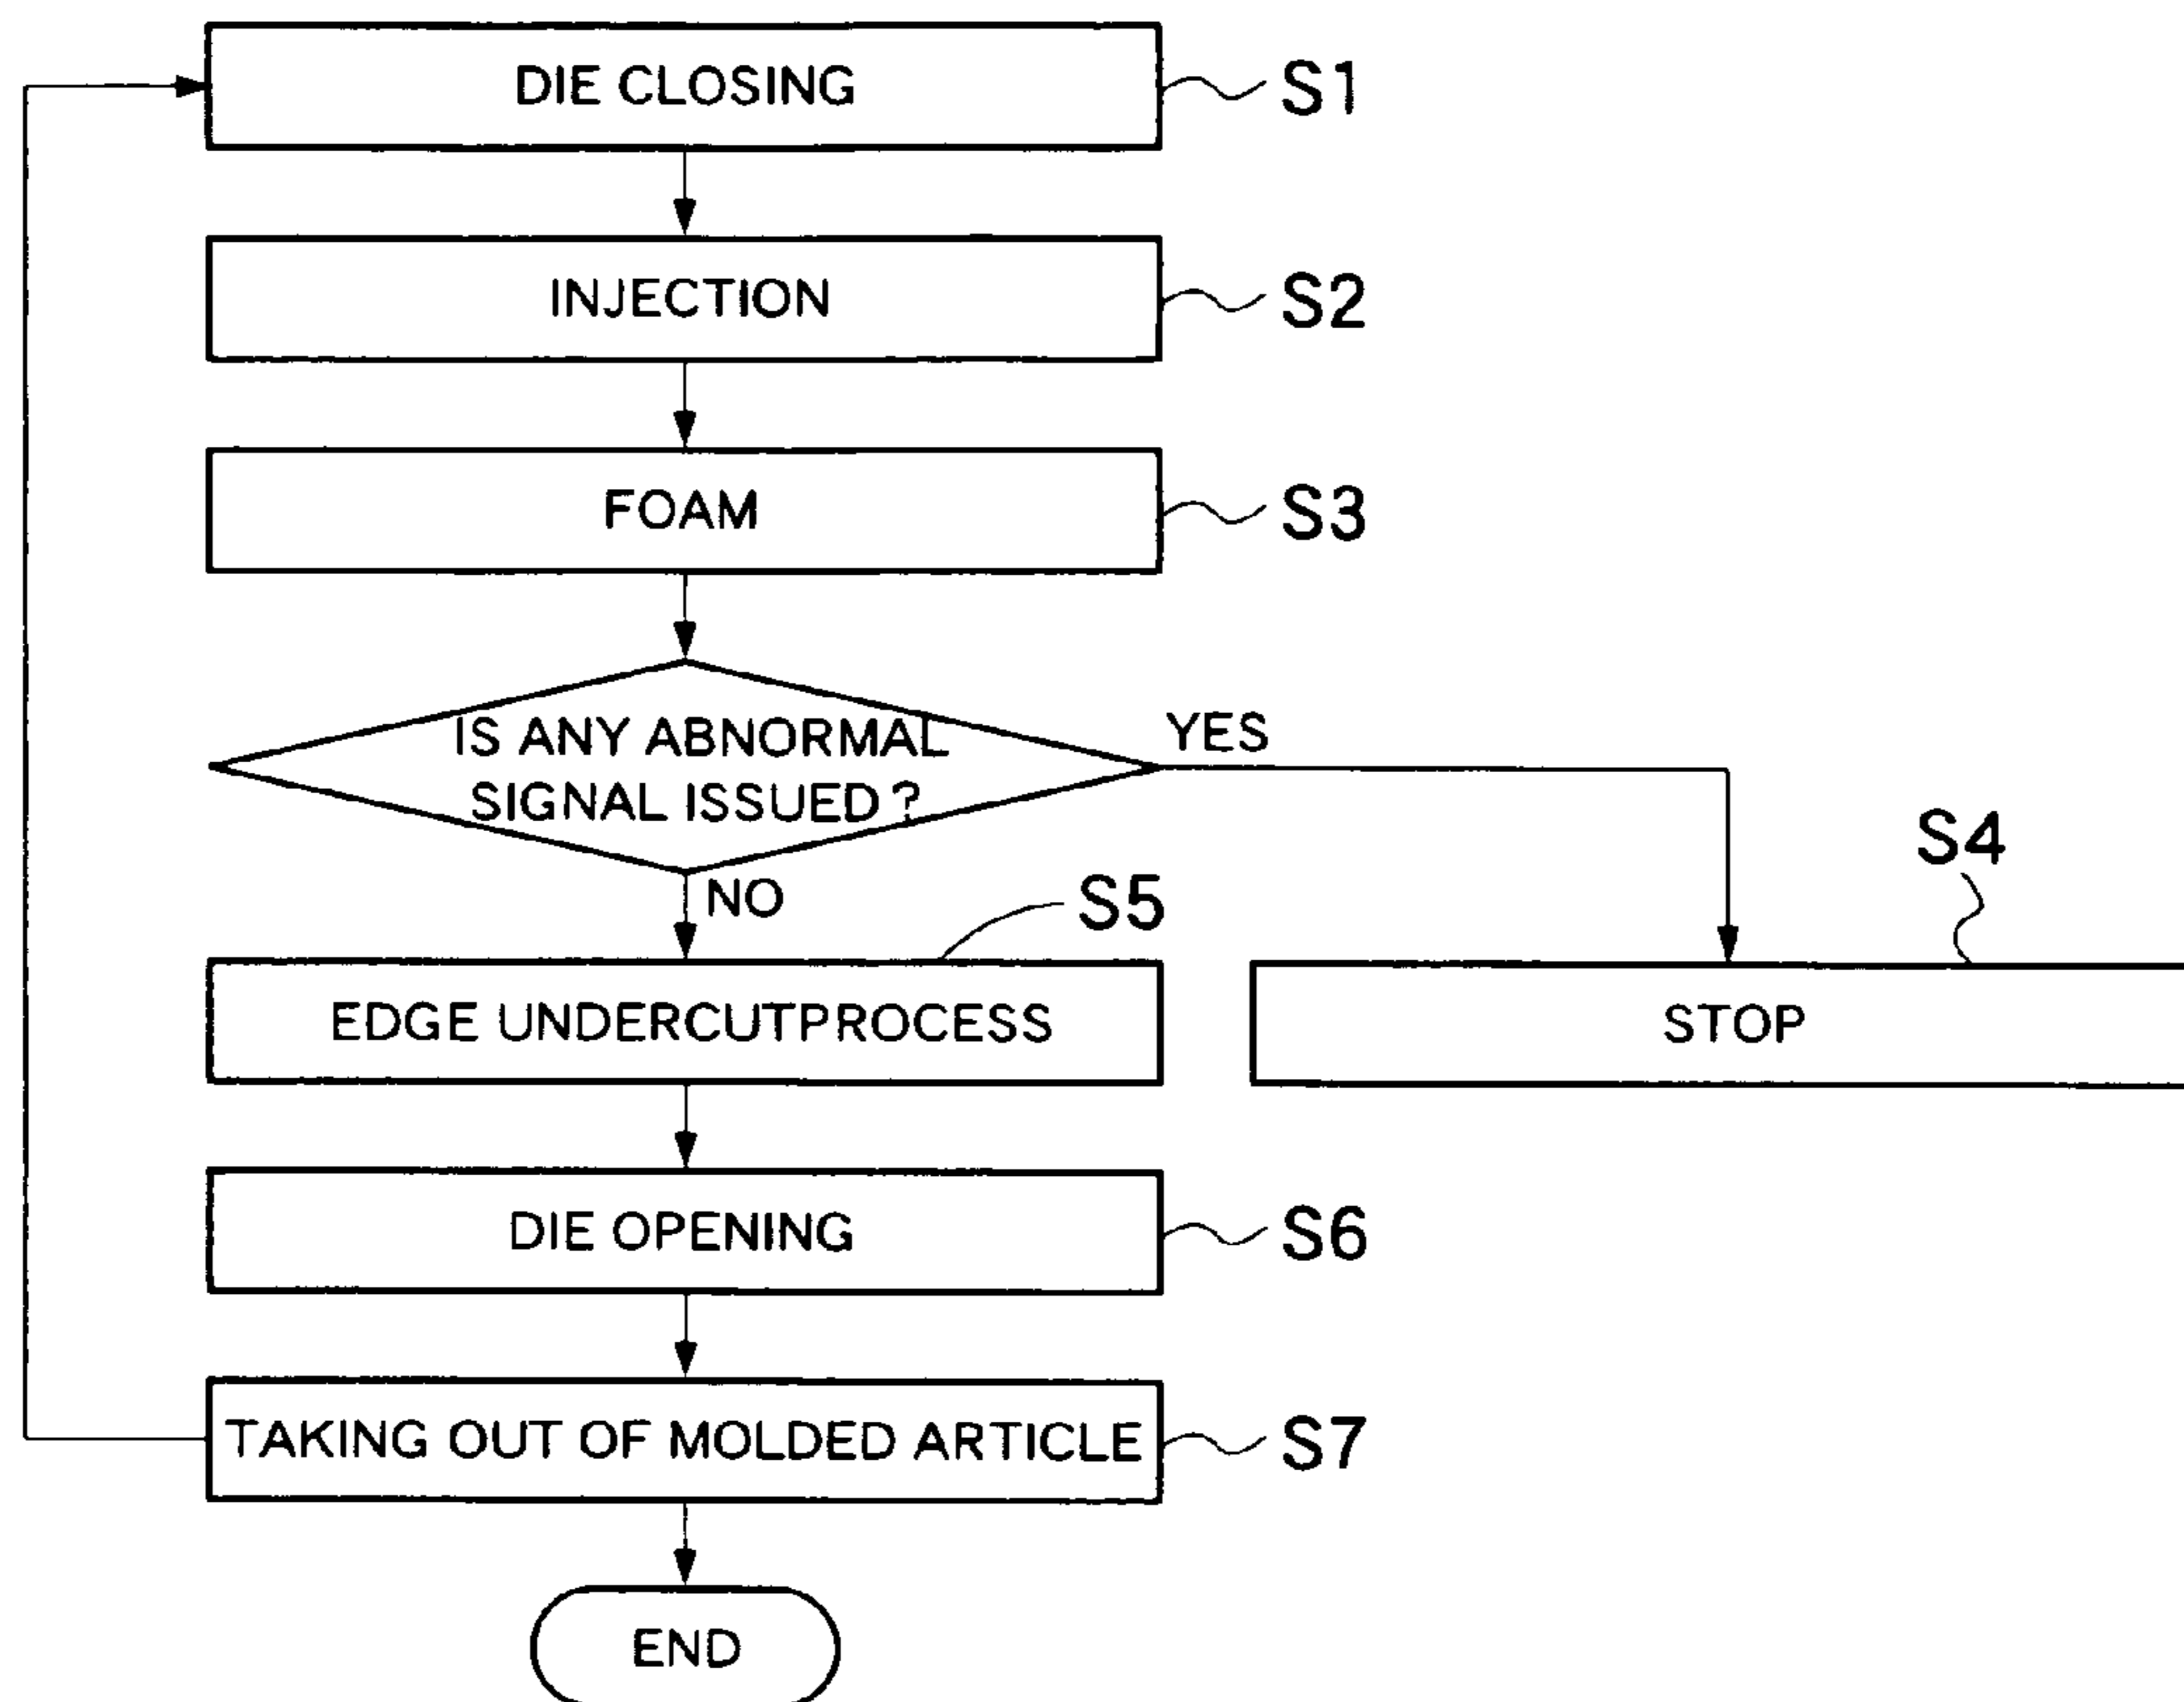 DIE CLOSING
S1
INJECTION
S2
FOAM
S3
IS ANY ABNORMAL
SIGNAL ISSUED?
YES
NO
S5
S4
EDGE UNDERCUTPROCESS
STOP
DIE OPENING
S6
TAKING OUT OF MOLDED ARTICLE
S7
END